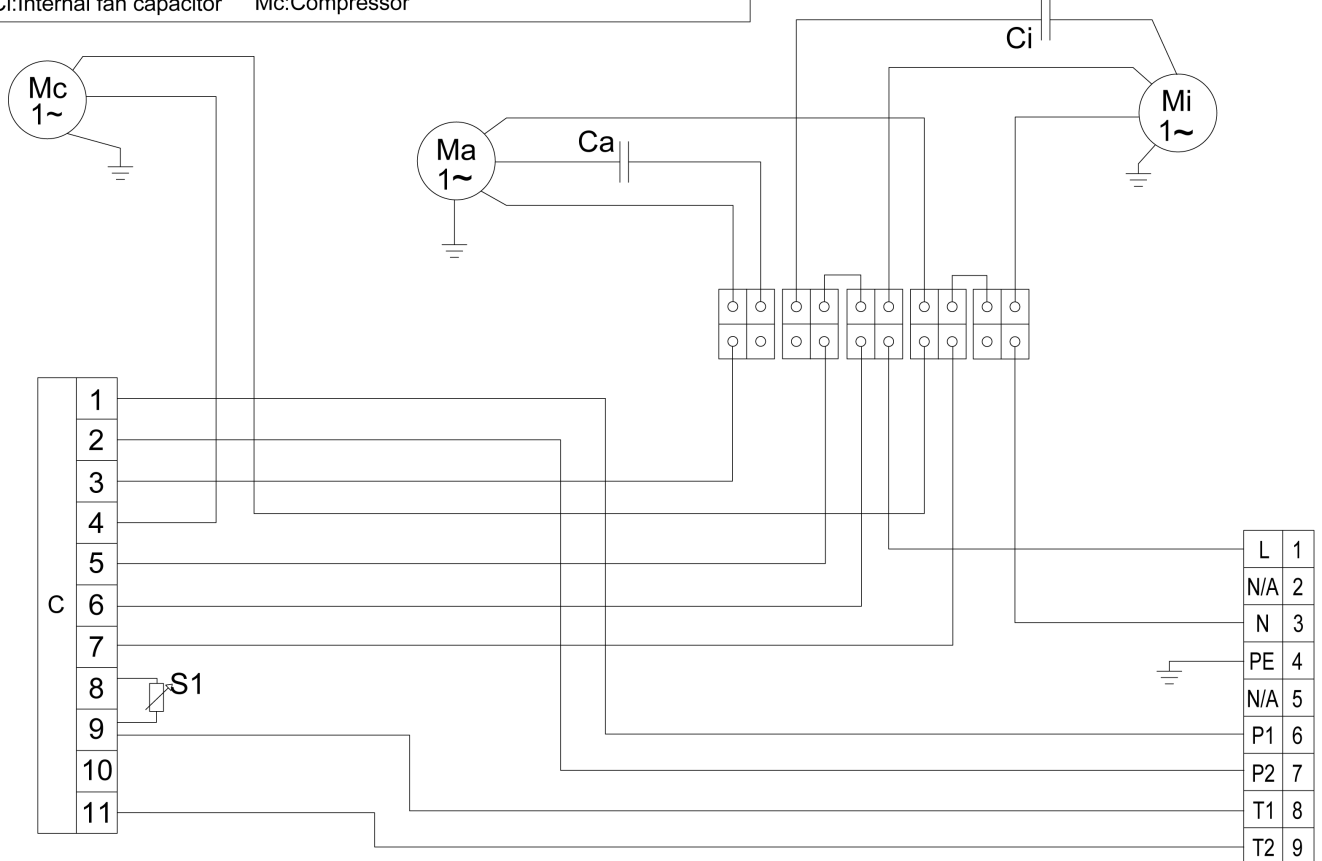 Ci:Internal fan capacitor Mc:Compressor
Ci
Mc
1~
Mi
1~
Ma
1~
Ca
C
1
2
3
4
5
6
7
8
9
10
11
S1
L 1
N/A 2
N 3
PE 4
N/A 5
P1 6
P2 7
T1 8
T2 9